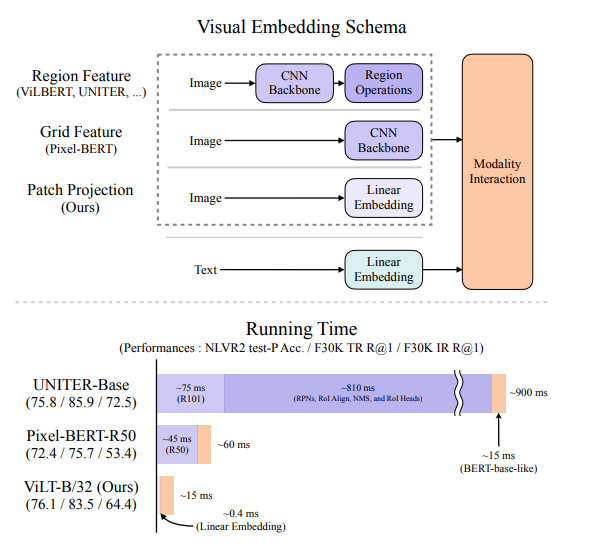 Visual Embedding Schema
Region Feature
(ViLBERT, UNITER, ...)
Image
CNN
Backbone
Region
Operations
Grid Feature
(Pixel-BERT)
Image
CNN
Backbone
Patch Projection
(Ours)
Image
Linear
Embedding
Text
Linear
Embedding
Modality
Interaction
Running Time
(Performances : NLVR2 test-P Acc. / F30K TR R@1 / F30K IR R@1)
UNITER-Base
(75.8 / 85.9 / 72.5)
~75 ms
(R101)
~810 ms
(RPNs, RoI Align, NMS, and RoI Heads)
~900 ms
~15 ms
(BERT-base-like)
Pixel-BERT-R50
(72.4 / 75.7 / 53.4)
~45 ms
(R50)
~60 ms
ViLT-B/32 (Ours)
(76.1 / 83.5 / 64.4)
~15 ms
~0.4 ms
(Linear Embedding)